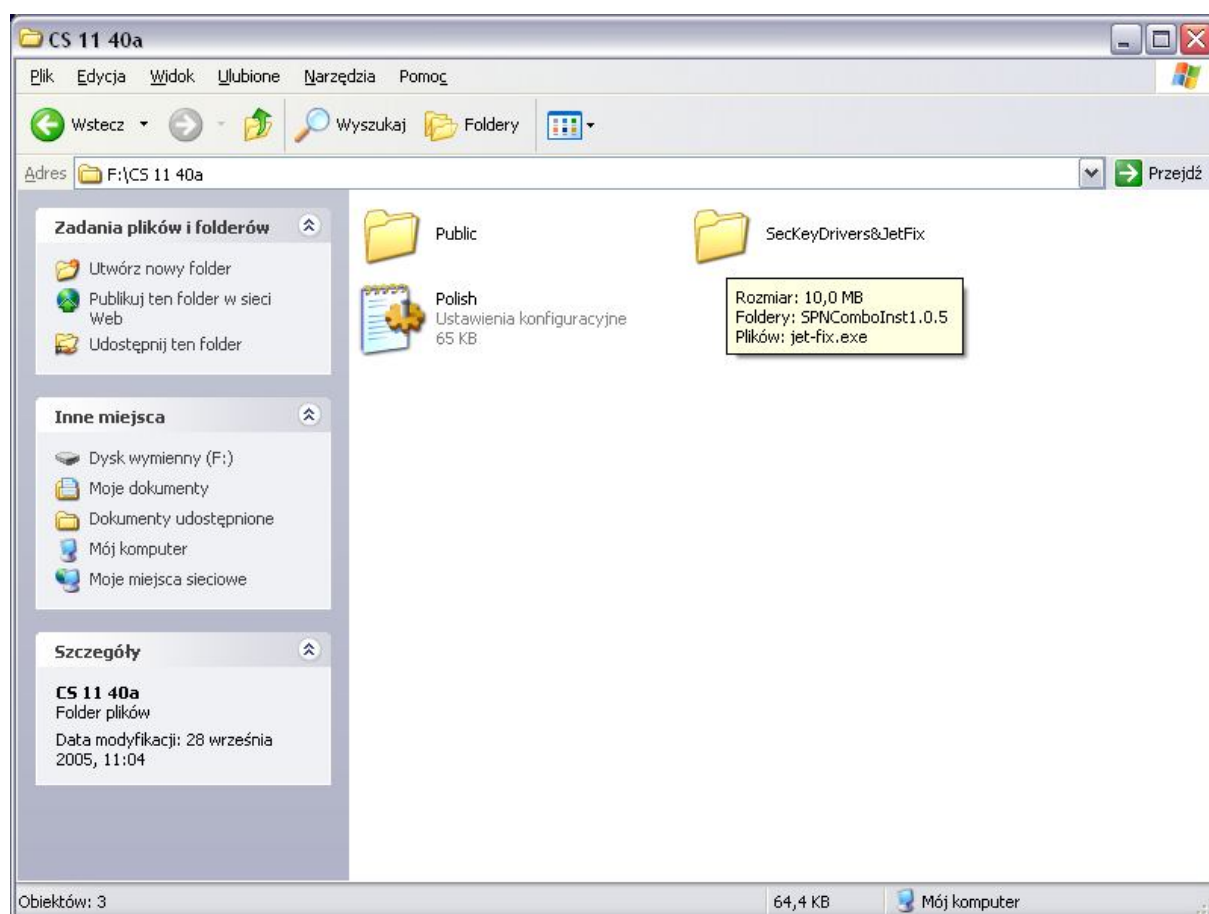 CS 11 40a
Plik Edycja Widok Ulubione Narzędzia Pomoc
Wstecz Wyszukaj Foldery
Adres F:\CS 11 40a Przejdź
Zadania plików i folderów
Utwórz nowy folder
Publikuj ten folder w sieci
Web
Udostępnij ten folder
Inne miejsca
Dysk wymienny (F:)
Moje dokumenty
Dokumenty udostępnione
Mój komputer
Moje miejsca sieciowe
Szczegóły
CS 11 40a
Folder plików
Data modyfikacji: 28 września
2005, 11:04
Public
SecKeyDrivers&JetFix
Polish
Ustawienia konfiguracyjne
65 KB
Rozmiar: 10,0 MB
Foldery: SPNComboInst1.0.5
Plików: jet-fix.exe
Obiektów: 3 64,4 KB Mój komputer